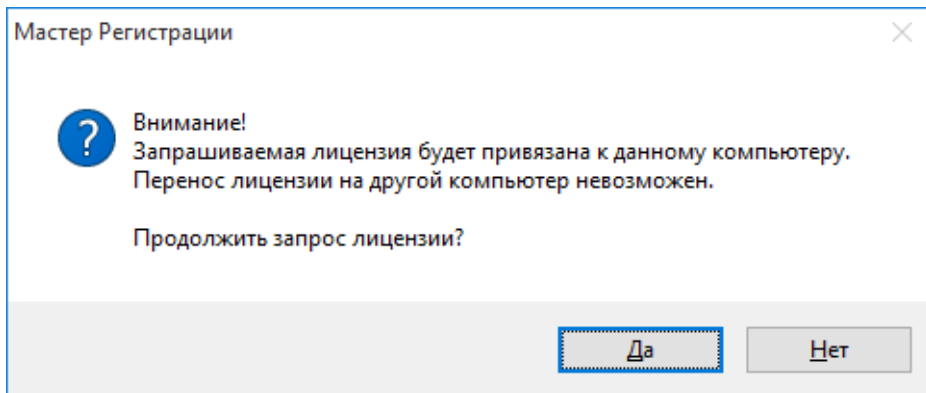 Мастер Регистрации
Внимание!
Запрашиваемая лицензия будет привязана к данному компьютеру.
Перенос лицензии на другой компьютер невозможен.
Продолжить запрос лицензии?
Да
Нет